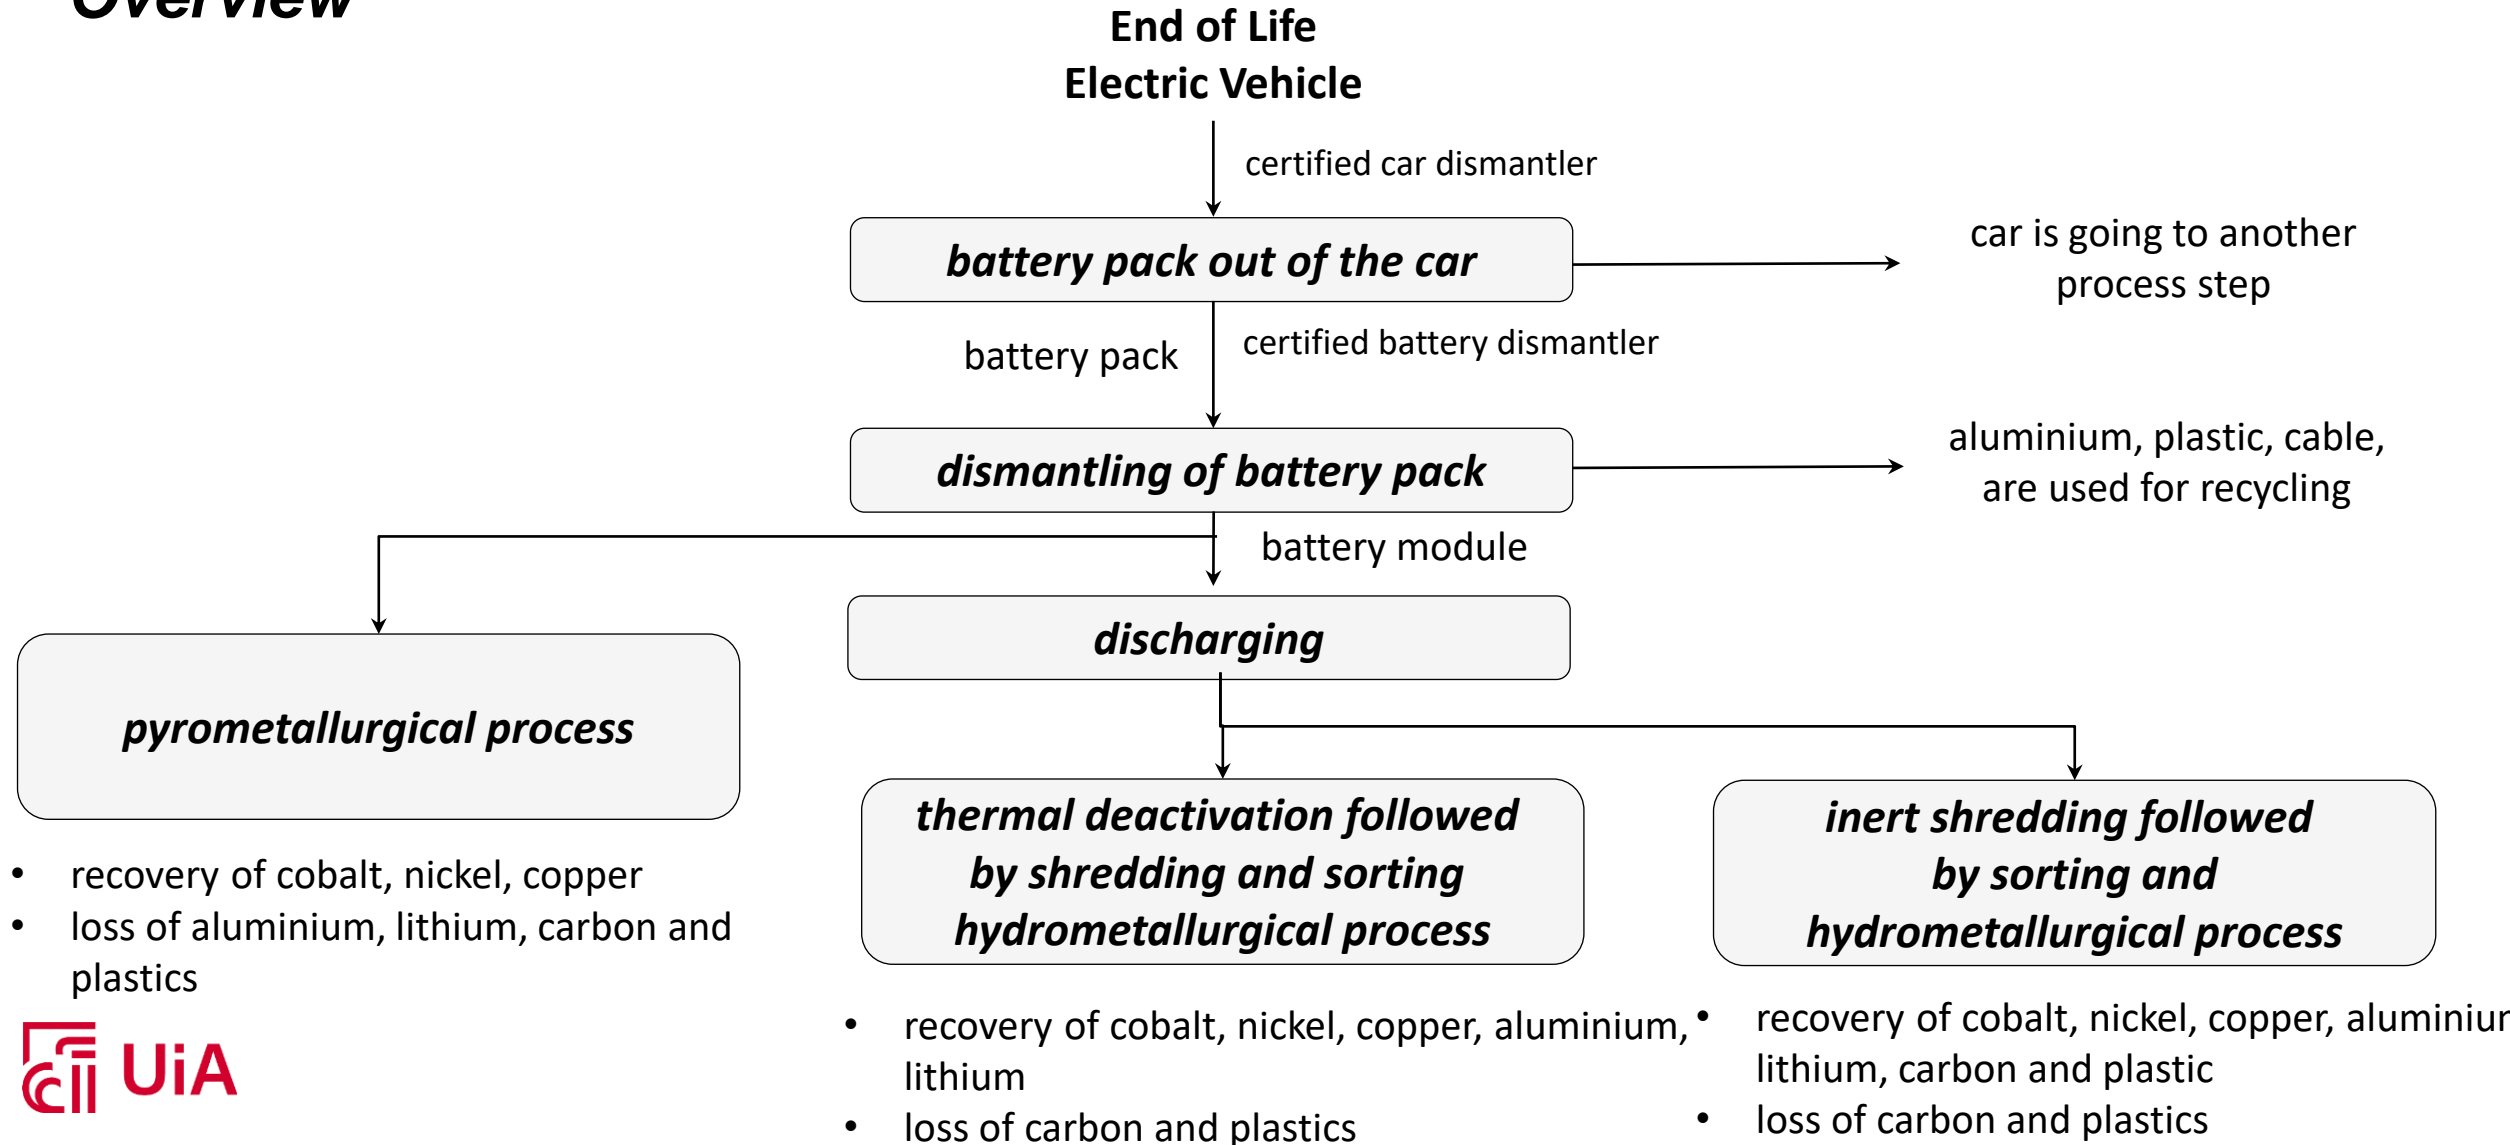 Overview
End of Life
Electric Vehicle
certified car dismantler
battery pack out of the car
car is going to another
process step
battery pack
certified battery dismantler
dismantling of battery pack
aluminium, plastic, cable,
are used for recycling
battery module
discharging
pyrometallurgical process
• recovery of cobalt, nickel, copper
• loss of aluminium, lithium, carbon and
plastics
thermal deactivation followed
by shredding and sorting
hydrometallurgical process
• recovery of cobalt, nickel, copper, aluminium,
lithium
• loss of carbon and plastics
inert shredding followed
by sorting and
hydrometallurgical process
• recovery of cobalt, nickel, copper, aluminiu
lithium, carbon and plastic
• loss of carbon and plastics
UiA